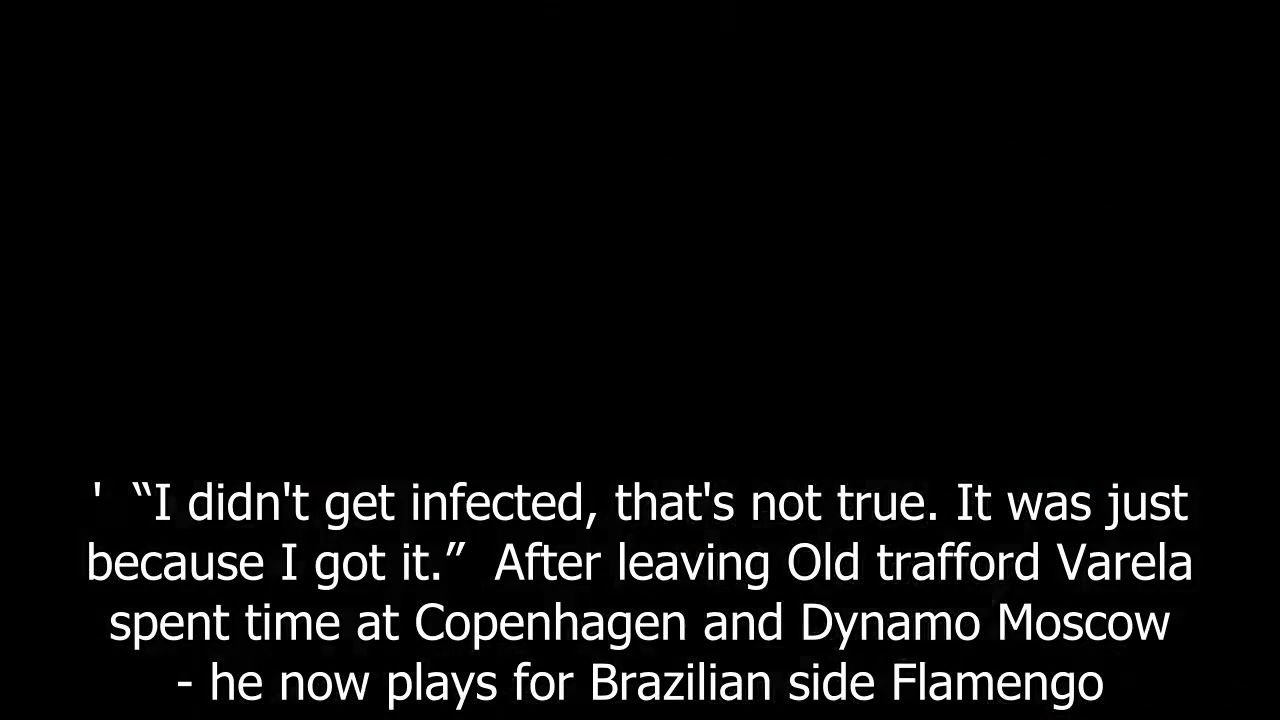 ' “I didn't get infected, that's not true. It was just
because I got it.” After leaving Old trafford Varela
spent time at Copenhagen and Dynamo Moscow
- he now plays for Brazilian side Flamengo